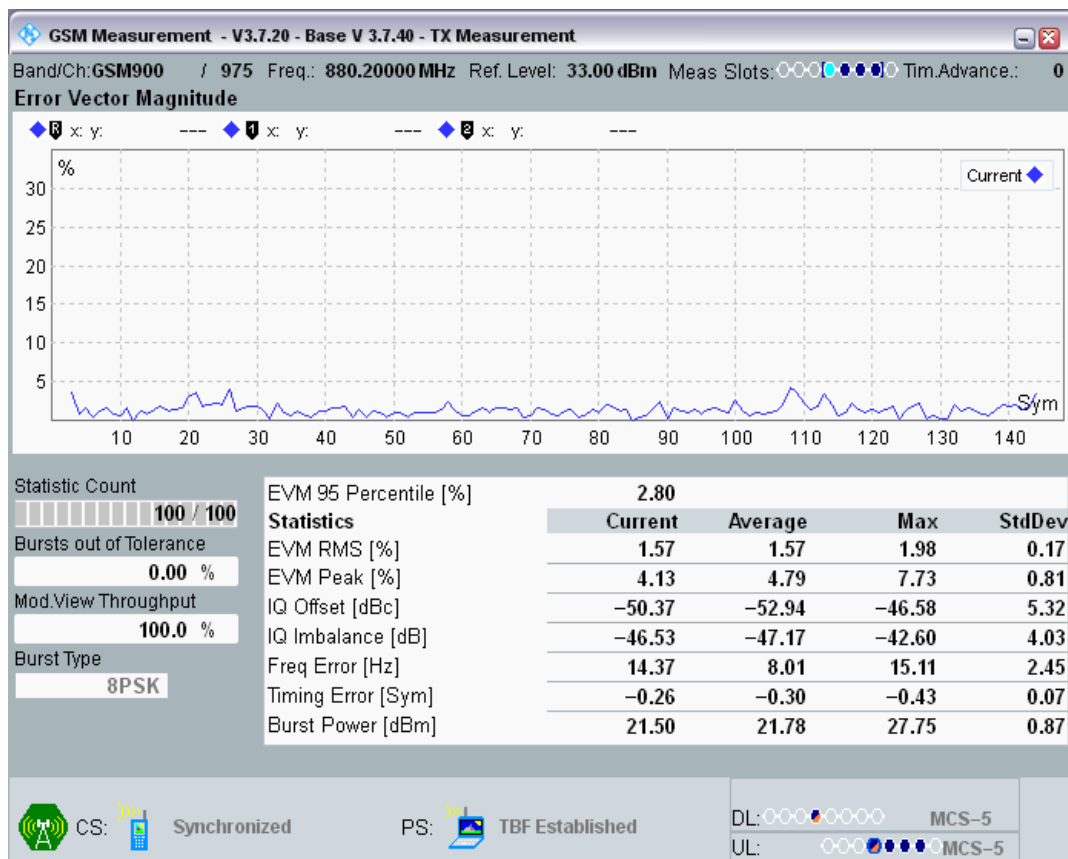 GSM Measurement - V3.7.20 - Base V 3.7.40 - TX Measurement
Band/Ch:GSM900 / 975 Freq.: 880.20000 MHz Ref. Level: 33.00 dBm Meas Slots: Tim.Advance.: 0
Error Vector Magnitude
R x: y: --- 1 x: y: --- 2 x: y: ---
%
Current
30
25
20
15
10
5
Sym
10 20 30 40 50 60 70 80 90 100 110 120 130 140
Statistic Count
100 / 100
Bursts out of Tolerance
0.00 %
Mod.View Throughput
100.0 %
Burst Type
8PSK
EVM 95 Percentile [%] 2.80
Statistics Current Average Max StdDev
EVM RMS [%] 1.57 1.57 1.98 0.17
EVM Peak [%] 4.13 4.79 7.73 0.81
IQ Offset [dBc] −50.37 −52.94 −46.58 5.32
IQ Imbalance [dB] −46.53 −47.17 −42.60 4.03
Freq Error [Hz] 14.37 8.01 15.11 2.45
Timing Error [Sym] −0.26 −0.30 −0.43 0.07
Burst Power [dBm] 21.50 21.78 27.75 0.87
CS: Synchronized PS: TBF Established
DL: MCS−5
UL: MCS−5